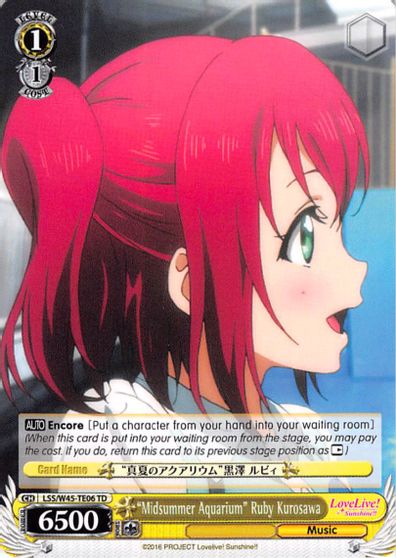 LEVEL
1
1
COST
AUTO Encore [Put a character from your hand into your waiting room]
(When this card is put into your waiting room from the stage, you may pay
the cost. If you do, return this card to its previous stage position as
)
Card Name
"真夏のアクアリウム"黒澤 ルビィ
CH LSS/W45-TE06 TD
"Midsummer Aquarium" Ruby Kurosawa
POWER
6500
LoveLive!
Sunshine!!
Music
©2016 PROJECT Lovelive! Sunshine!!